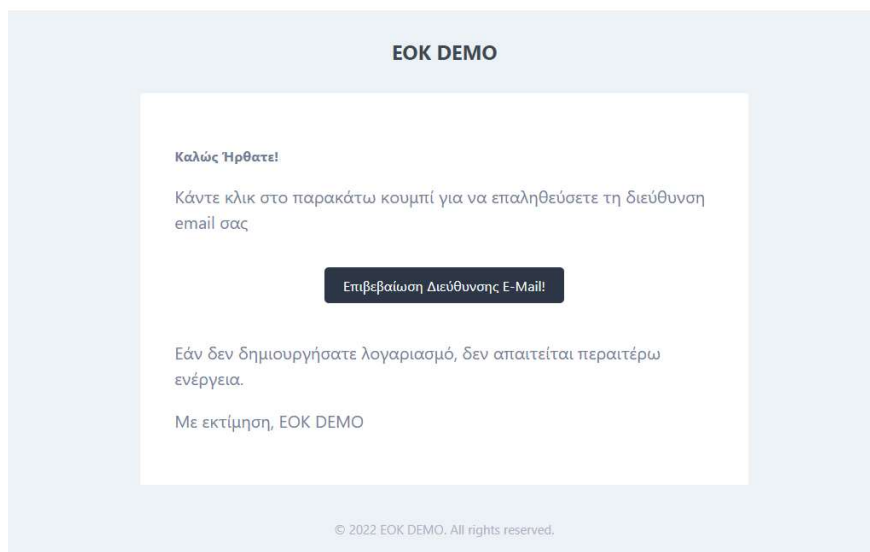 EOK DEMO
Καλώς Ήρθατε!
Κάντε κλικ στο παρακάτω κουμπί για να επαληθεύσετε τη διεύθυνση
email σας
Επιβεβαίωση Διεύθυνσης E-Mail!
Εάν δεν δημιουργήσατε λογαριασμό, δεν απαιτείται περαιτέρω
ενέργεια.
Με εκτίμηση, EOK DEMO
© 2022 EOK DEMO. All rights reserved.